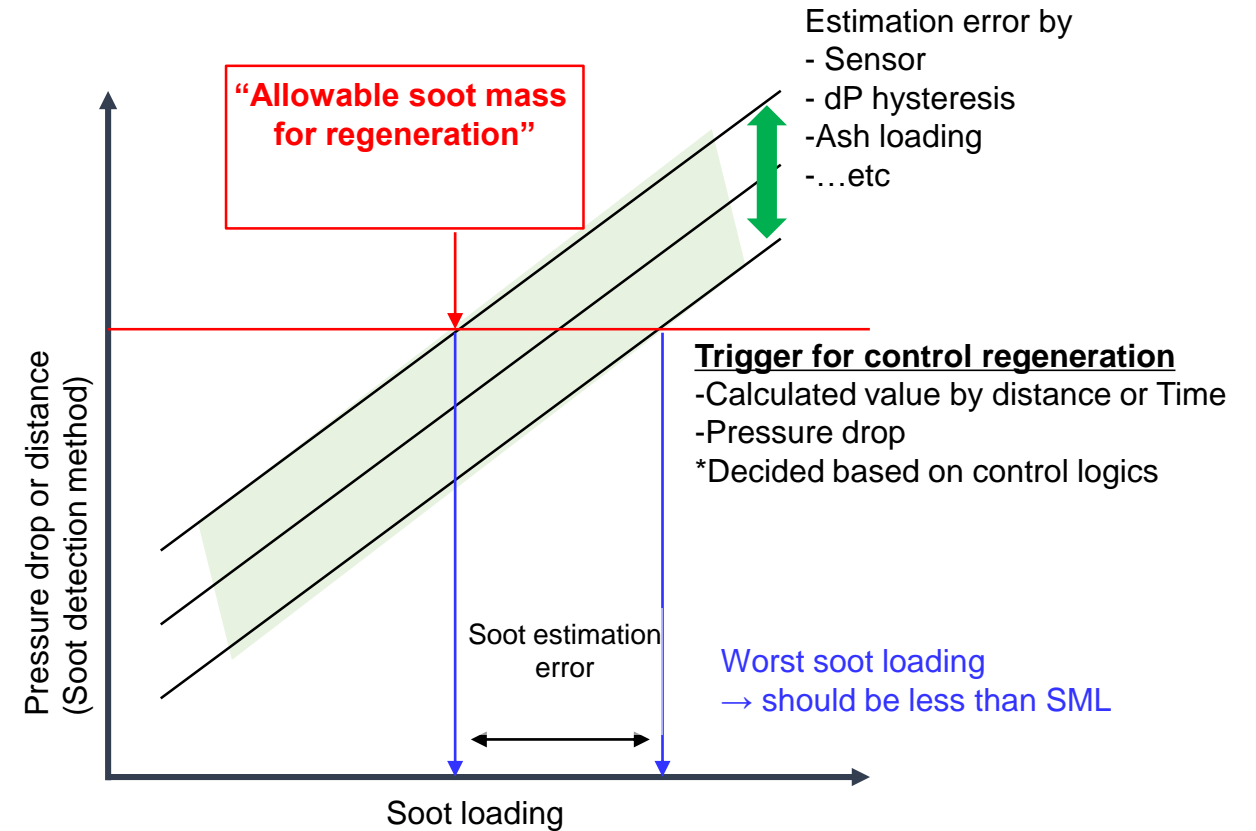 Estimation error by
- Sensor
- dP hysteresis
-Ash loading
-…etc
“Allowable soot mass
for regeneration”
Pressure drop or distance
(Soot detection method)
Trigger for control regeneration
-Calculated value by distance or Time
-Pressure drop
*Decided based on control logics
Soot estimation
error
Worst soot loading
→ should be less than SML
Soot loading